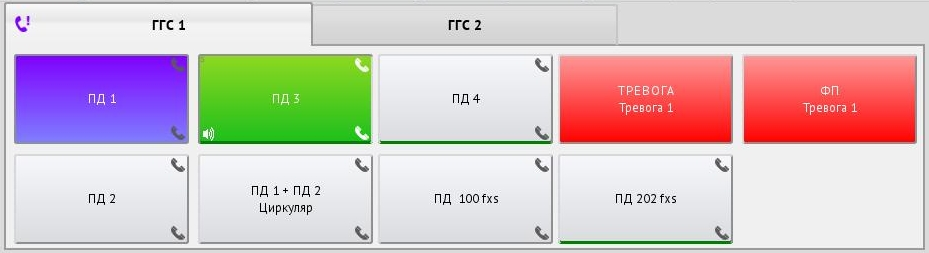 ГГС 1
ГГС 2
ПД 1
ПД 3
ПД 4
ТРЕВОГА
Тревога 1
ФП
Тревога 1
ПД 2
ПД 1 + ПД 2
Циркуляр
ПД 100 fxs
ПД 202 fxs